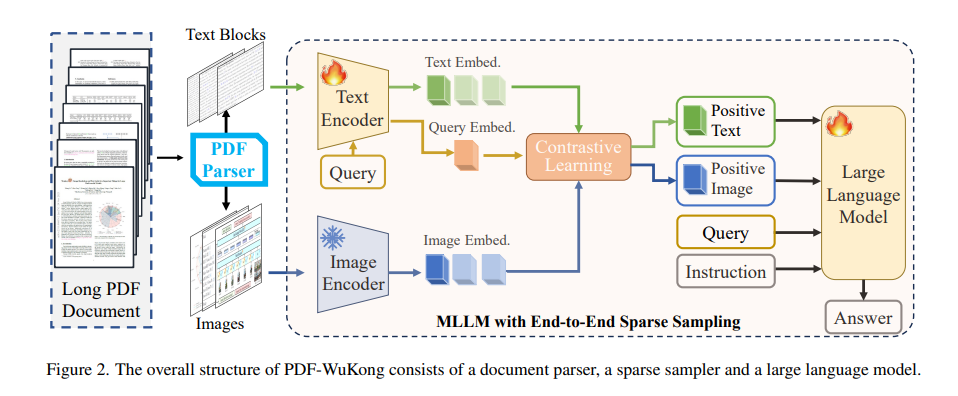 Text Blocks
Text Embed.
Text
Encoder
Query Embed.
Query
PDF
Parser
Contrastive
Learning
Positive
Text
Positive
Image
Large
Language
Model
Query
Instruction
Answer
Image Embed.
Image
Encoder
Long PDF
Document
Images
MLLM with End-to-End Sparse Sampling
Figure 2. The overall structure of PDF-WuKong consists of a document parser, a sparse sampler and a large language model.